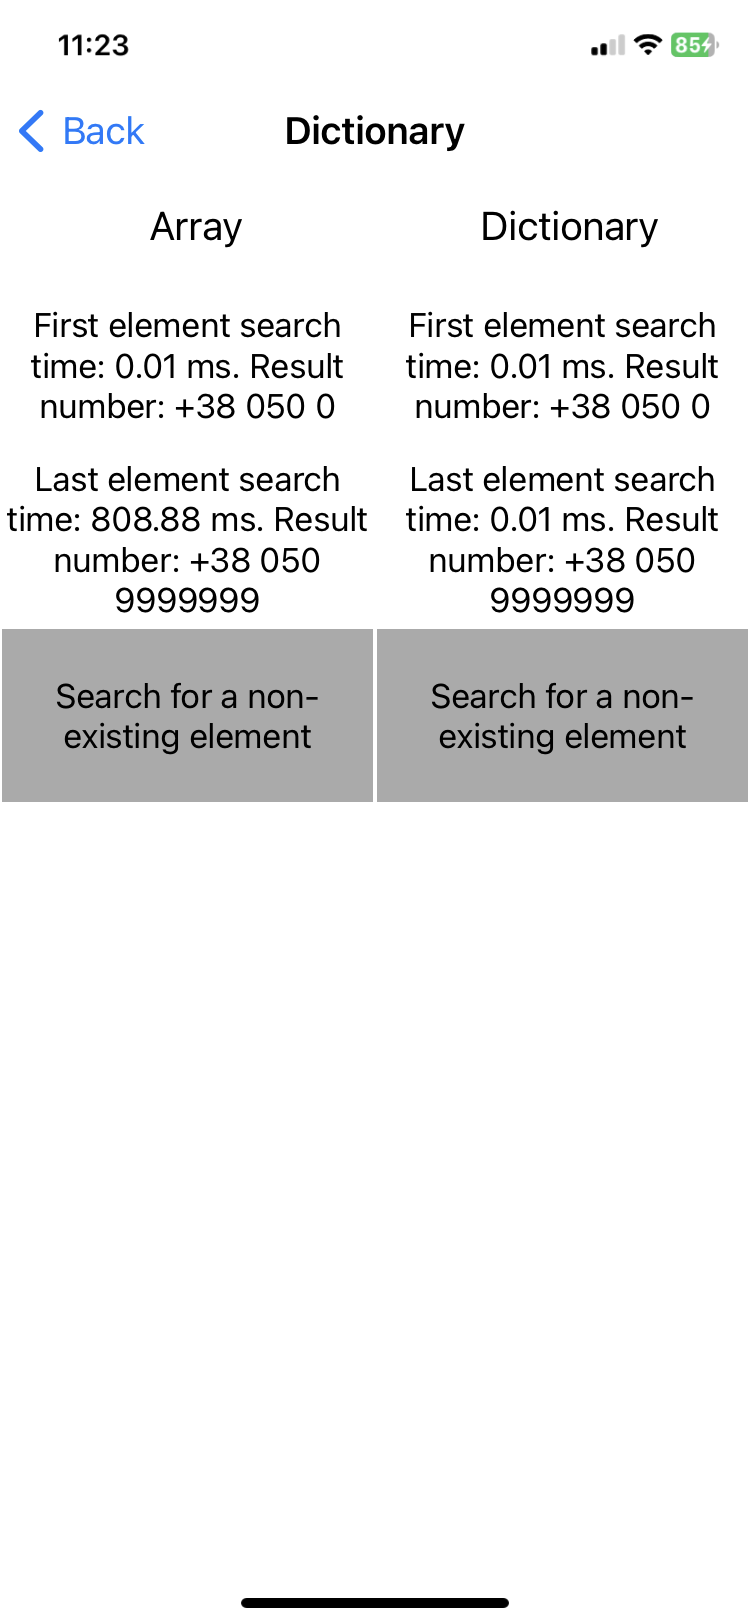 11:23
85
Back
Dictionary
Array
Dictionary
First element search
time: 0.01 ms. Result
number: +38 050 0
First element search
time: 0.01 ms. Result
number: +38 050 0
Last element search
time: 808.88 ms. Result
number: +38 050
9999999
Last element search
time: 0.01 ms. Result
number: +38 050
9999999
Search for a non-
existing element
Search for a non-
existing element